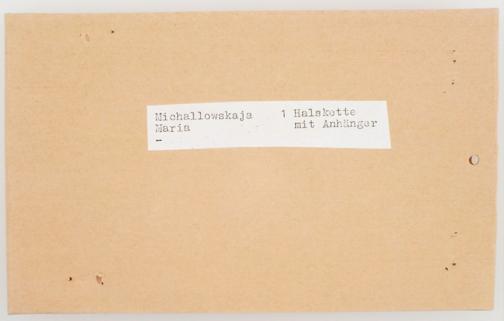 Michallowskaja 1 Halskette
Maria mit Anhänger
-